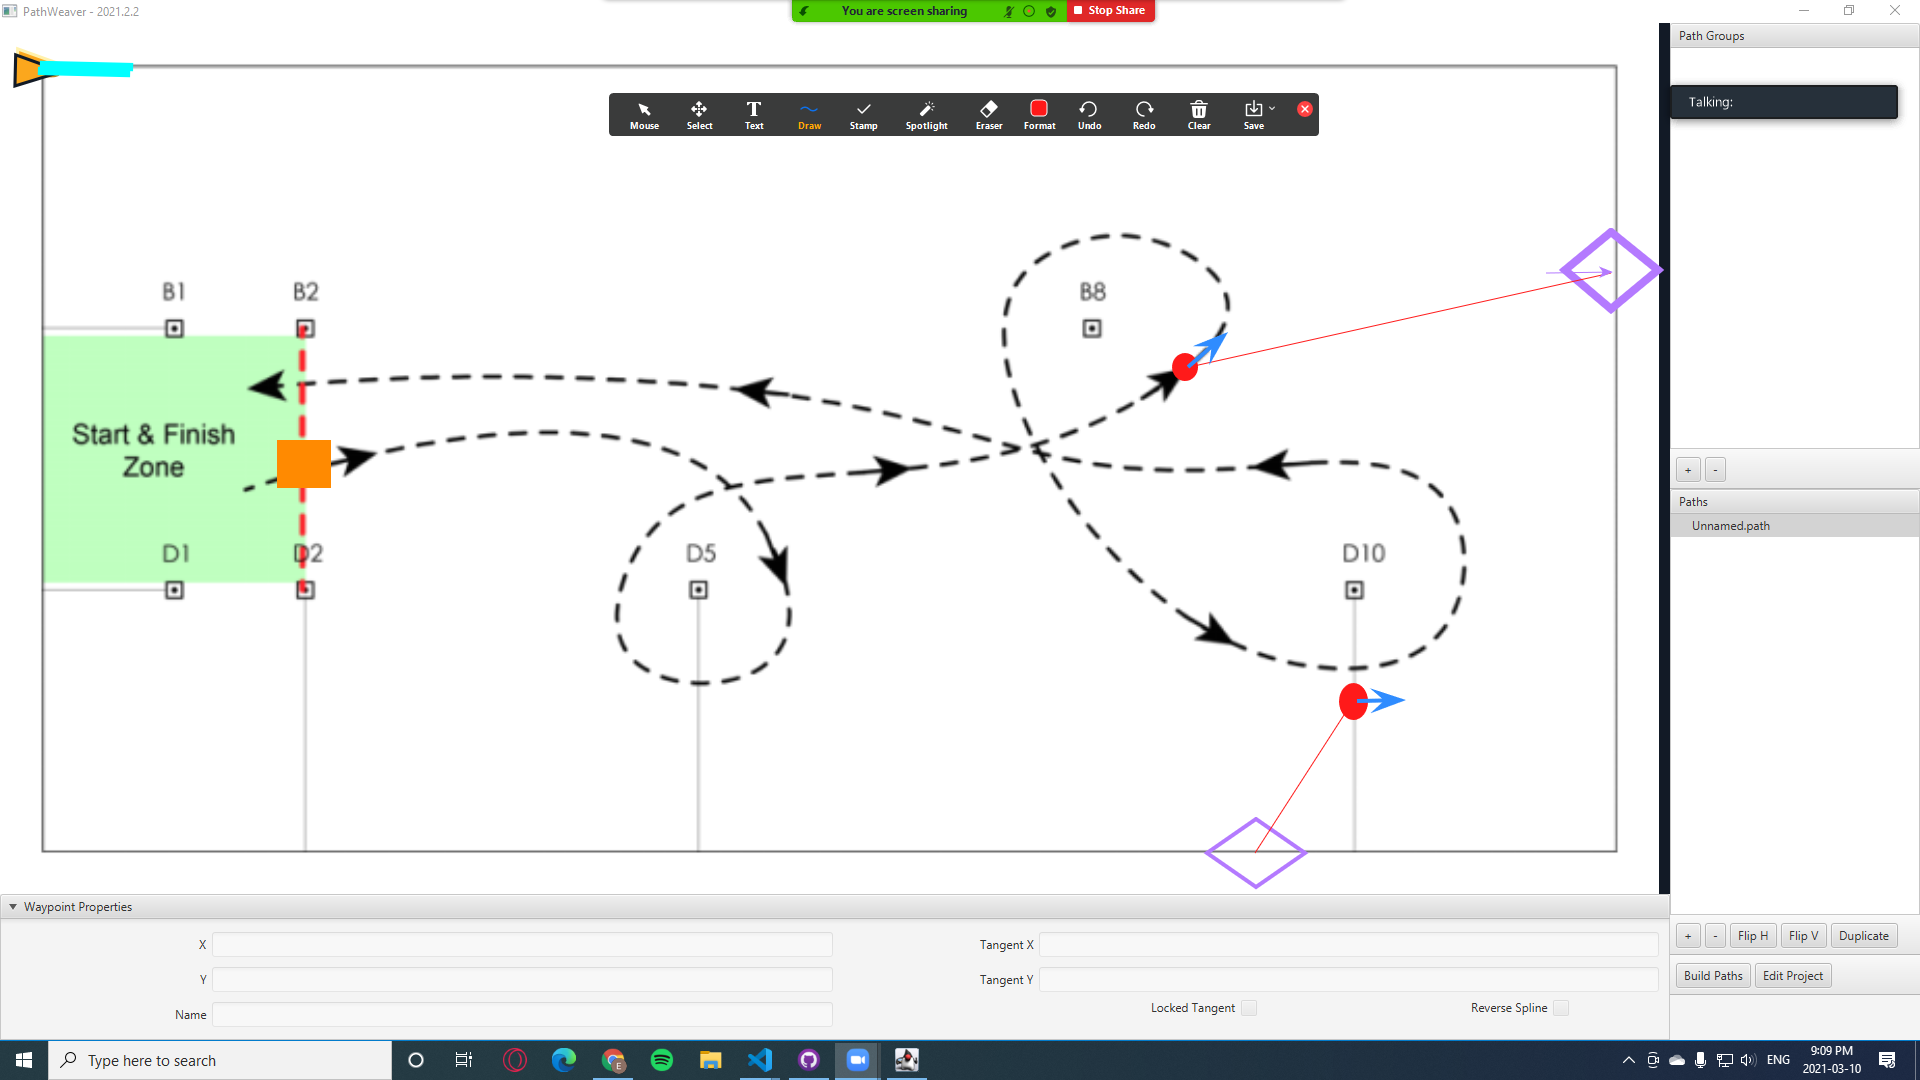 PathWeaver - 2021.2.2
You are screen sharing
Stop Share
Path Groups
Talking:
Mouse
Select
Text
Draw
Stamp
Spotlight
Eraser
Format
Undo
Redo
Clear
Save
B1
B2
B8
Start & Finish
Zone
D1
D2
D5
D10
+
-
Paths
Unnamed.path
Waypoint Properties
X
Y
Name
Tangent X
Tangent Y
Locked Tangent
Reverse Spline
+
-
Flip H
Flip V
Duplicate
Build Paths
Edit Project
Type here to search
E
ENG
9:09 PM
2021-03-10